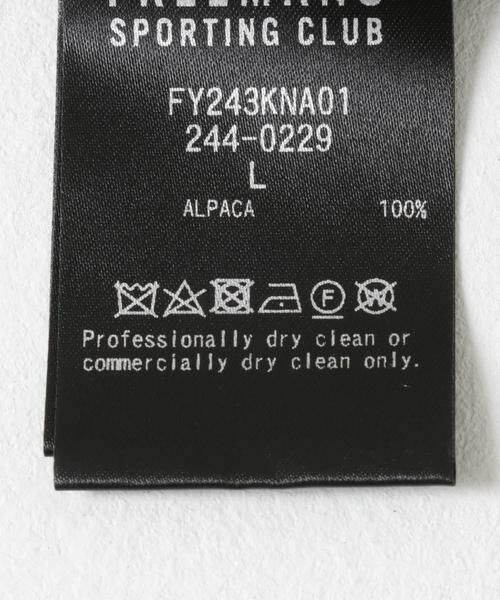 SPORTING CLUB
FY243KNA01
244-0229
L
ALPACA 100%
F W
Professionally dry clean or
commercially dry clean only.